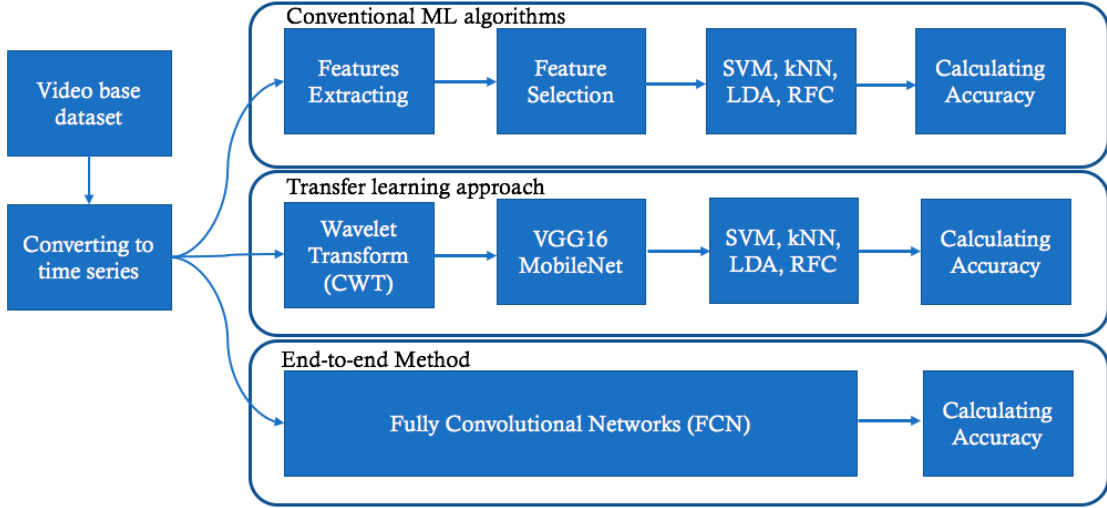 Video base
dataset
Converting to
time series
Conventional ML algorithms
Features
Extracting
Feature
Selection
SVM, kNN,
LDA, RFC
Calculating
Accuracy
Transfer learning approach
Wavelet
Transform
(CWT)
VGG16
MobileNet
SVM, kNN,
LDA, RFC
Calculating
Accuracy
End-to-end Method
Fully Convolutional Networks (FCN)
Calculating
Accuracy